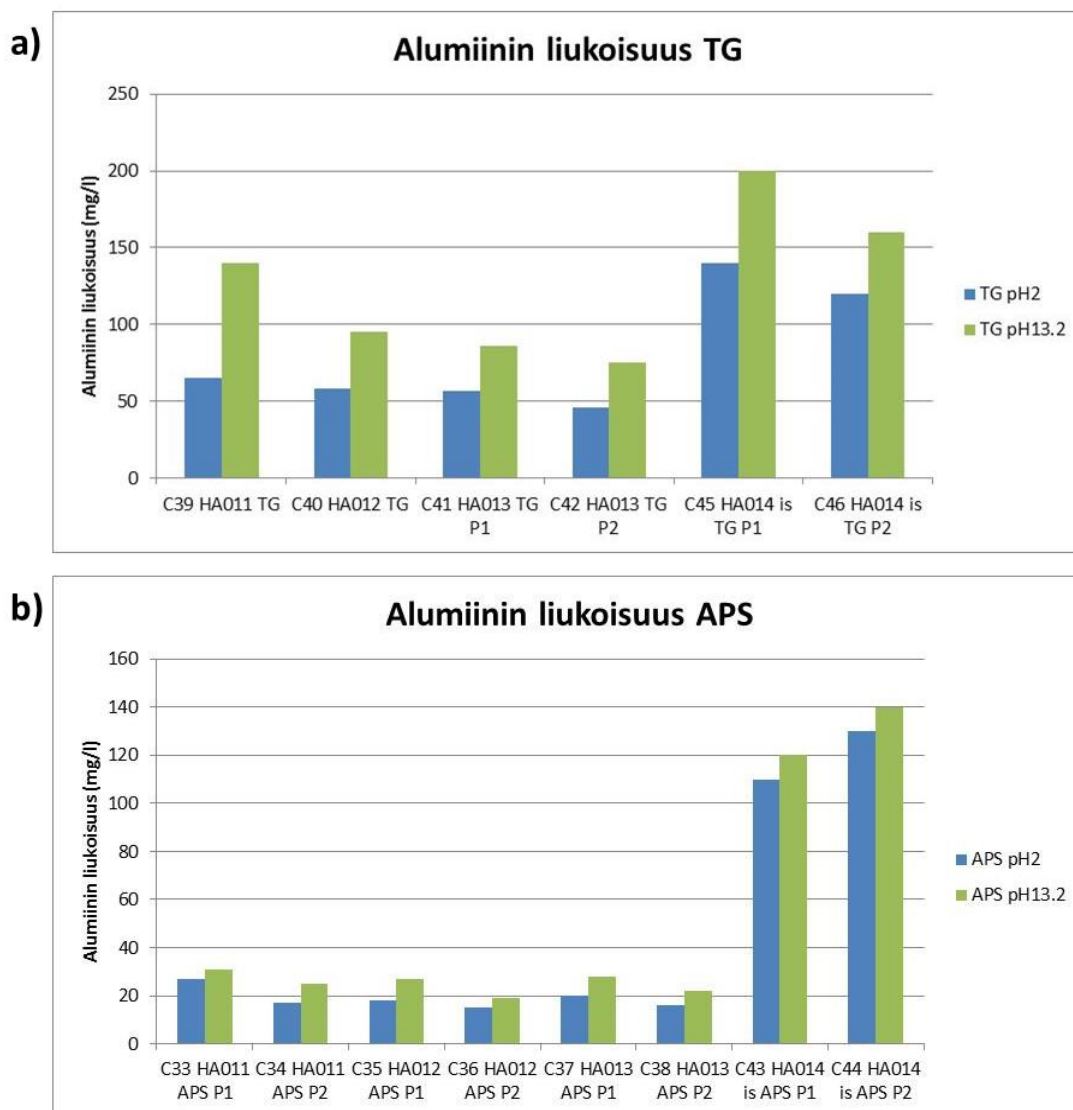 a)
Alumiinin liukoisuus TG
Alumiinin liukoisuus (mg/l)
250
200
150
100
50
0
C39 HA011 TG C40 HA012 TG C41 HA013 TG C42 HA013 TG C45 HA014 is C46 HA014 is
P1 P2 TG P1 TG P2
TG pH2
TG pH13.2
b)
Alumiinin liukoisuus APS
Alumiinin liukoisuus (mg/l)
160
140
120
100
80
60
40
20
0
C33 HA011 C34 HA011 C35 HA012 C36 HA012 C37 HA013 C38 HA013 C43 HA014 C44 HA014
APS P1 APS P2 APS P1 APS P2 APS P1 APS P2 is APS P1 is APS P2
APS pH2
APS pH13.2